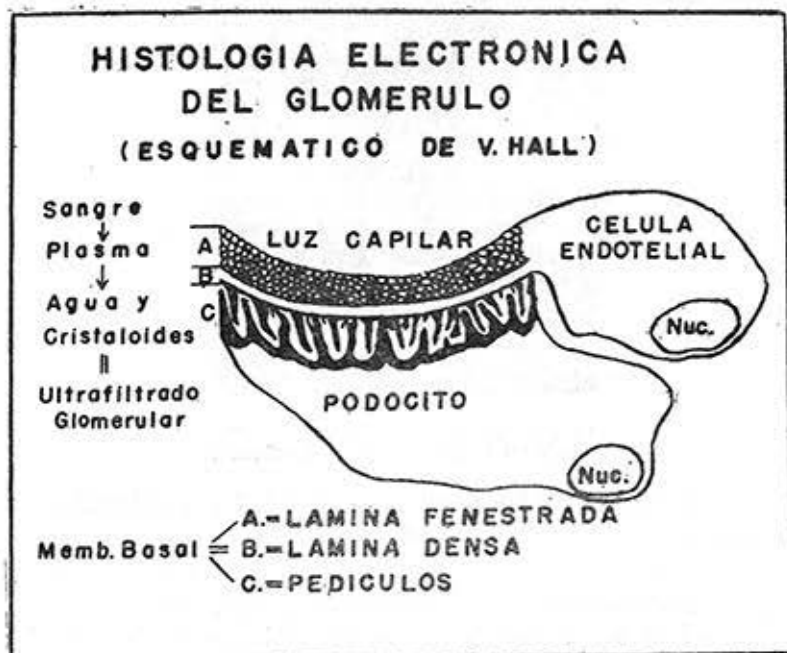 HISTOLOGIA ELECTRONICA
DEL GLOMERULO
(ESQUEMATICO DE V. HALL)
Sangre
↓
Plasma
↓
Agua y
Cristaloides
||
Ultrafiltrado
Glomerular
A
B
C
LUZ CAPILAR
CELULA
ENDOTELIAL
Nuc.
PODOCITO
Nuc.
A.=LAMINA FENESTRADA
Memb. Basal = B.=LAMINA DENSA
C.=PEDICULOS